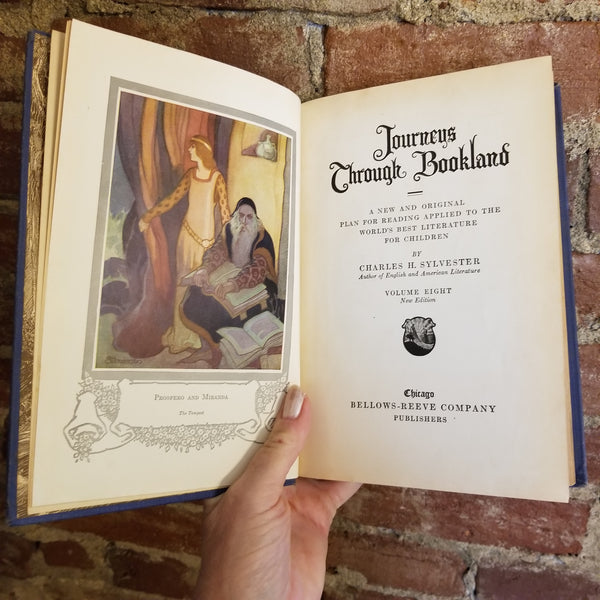 PROSPERO AND MIRANDA
The Tempest
Journeys
Through Bookland
A NEW AND ORIGINAL
PLAN FOR READING APPLIED TO THE
WORLD'S BEST LITERATURE
FOR CHILDREN
BY
CHARLES H. SYLVESTER
Author of English and American Literature
VOLUME EIGHT
New Edition
Chicago
BELLOWS-REEVE COMPANY
PUBLISHERS